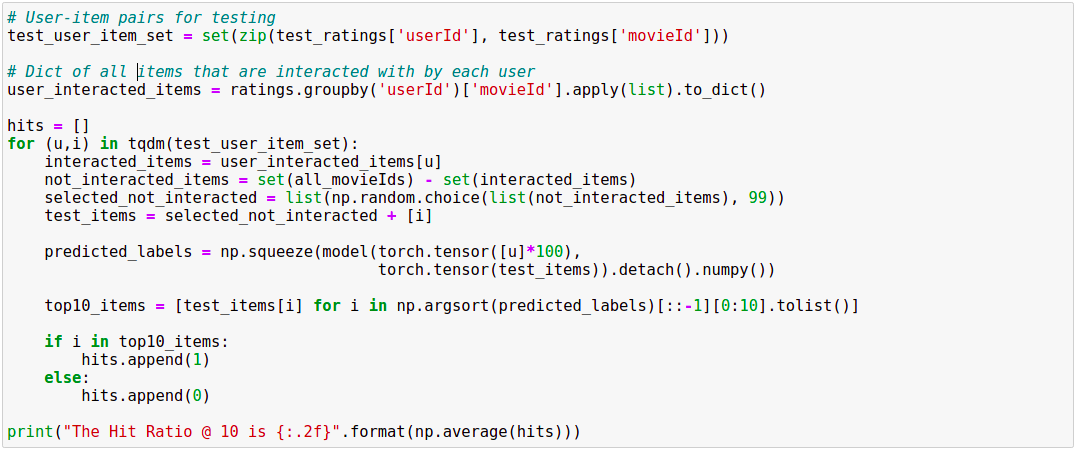 # User-item pairs for testing
test_user_item_set = set(zip(test_ratings['userId'], test_ratings['movieId']))

# Dict of all items that are interacted with by each user
user_interacted_items = ratings.groupby('userId')['movieId'].apply(list).to_dict()

hits = []
for (u,i) in tqdm(test_user_item_set):
    interacted_items = user_interacted_items[u]
    not_interacted_items = set(all_movieIds) - set(interacted_items)
    selected_not_interacted = list(np.random.choice(list(not_interacted_items), 99))
    test_items = selected_not_interacted + [i]

    predicted_labels = np.squeeze(model(torch.tensor([u]*100),
                                        torch.tensor(test_items)).detach().numpy())

    top10_items = [test_items[i] for i in np.argsort(predicted_labels)[::-1][0:10].tolist()]

    if i in top10_items:
        hits.append(1)
    else:
        hits.append(0)

print("The Hit Ratio @ 10 is {:.2f}".format(np.average(hits)))